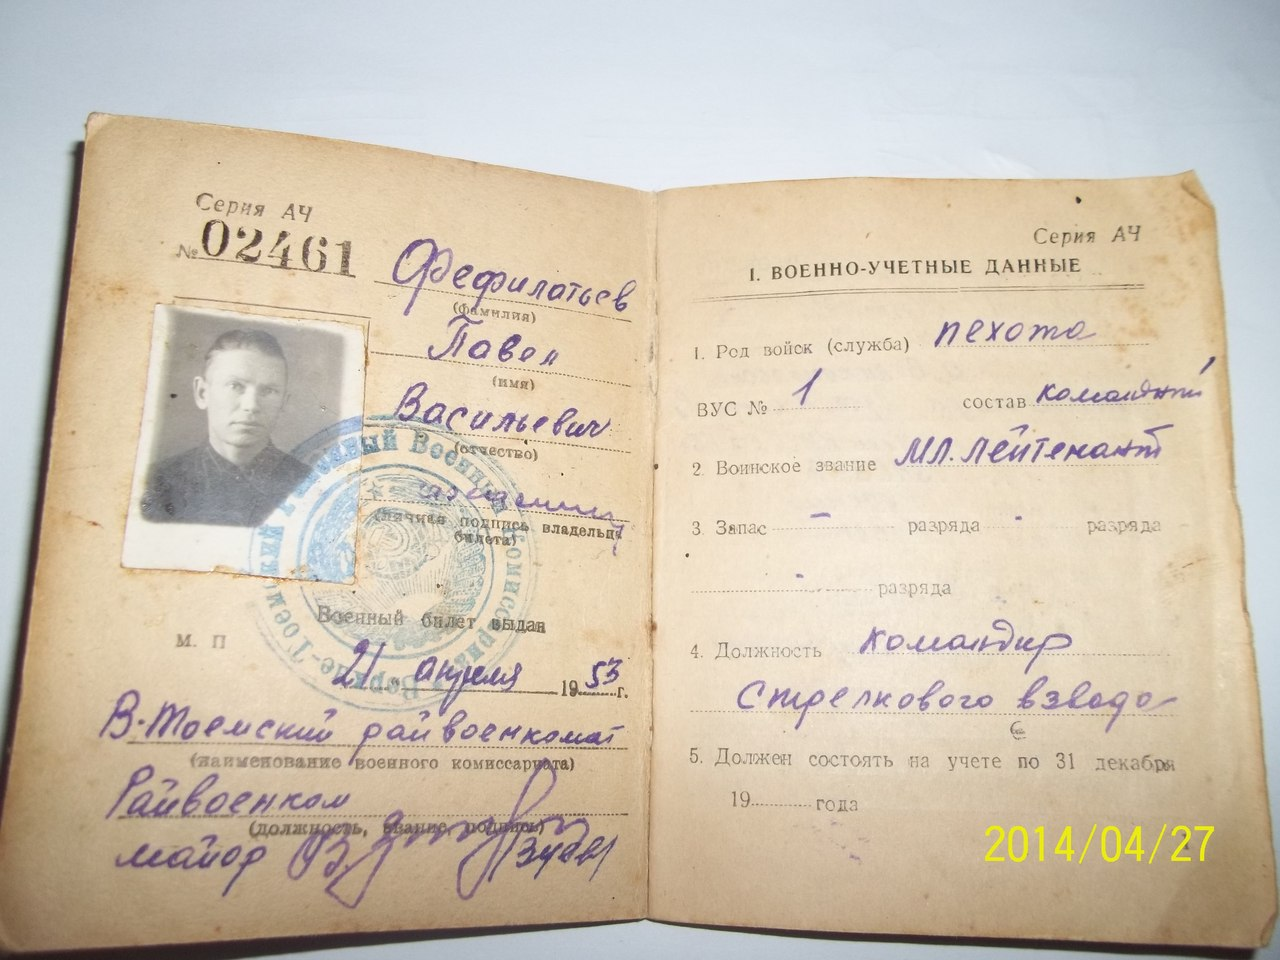 Серия АЧ
№ 02461
Фефилатьев
(фамилия)
Павел
(имя)
Васильевич
(отчество)
(личная подпись владельца
билета)
Военный билет выдан
М. П
21 апреля 1953 г.
В-Тоемский райвоенкомат
(наименование военного комиссариата)
Райвоенком
(должность, звание, подпись)
майор (Зуев)
Серия АЧ
I. ВОЕННО-УЧЕТНЫЕ ДАННЫЕ
1. Род войск (служба) пехота
ВУС № 1 состав командный
2. Воинское звание Мл. лейтенант
3. Запас - разряда - разряда
- разряда
4. Должность командир
стрелкового взвода
5. Должен состоять на учете по 31 декабря
19 года
2014/04/27